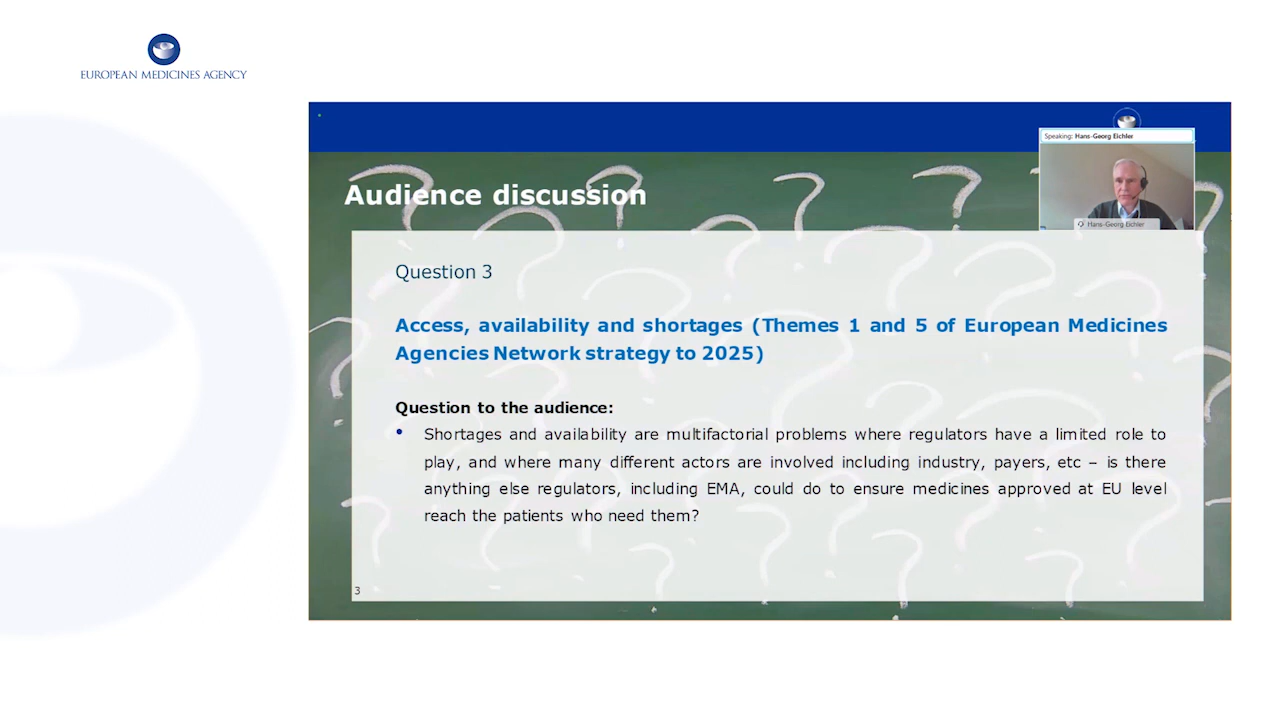 EUROPEAN MEDICINES AGENCY
Speaking: Hans-Georg Eichler
Hans-Georg Eichler
Audience discussion
Question 3
Access, availability and shortages (Themes 1 and 5 of European Medicines
Agencies Network strategy to 2025)
Question to the audience:
• Shortages and availability are multifactorial problems where regulators have a limited role to
play, and where many different actors are involved including industry, payers, etc – is there
anything else regulators, including EMA, could do to ensure medicines approved at EU level
reach the patients who need them?
3